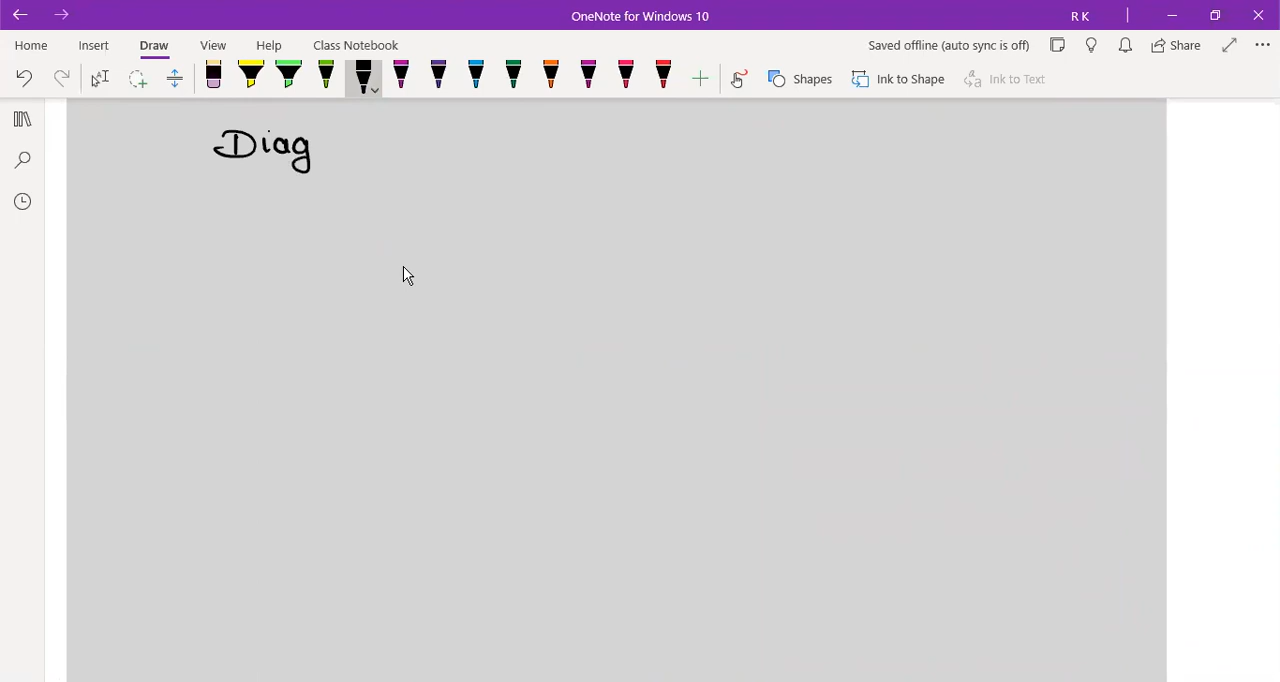 OneNote for Windows 10
R K
Home Insert Draw View Help Class Notebook
Saved offline (auto sync is off) Share
Shapes Ink to Shape Ink to Text
Diag